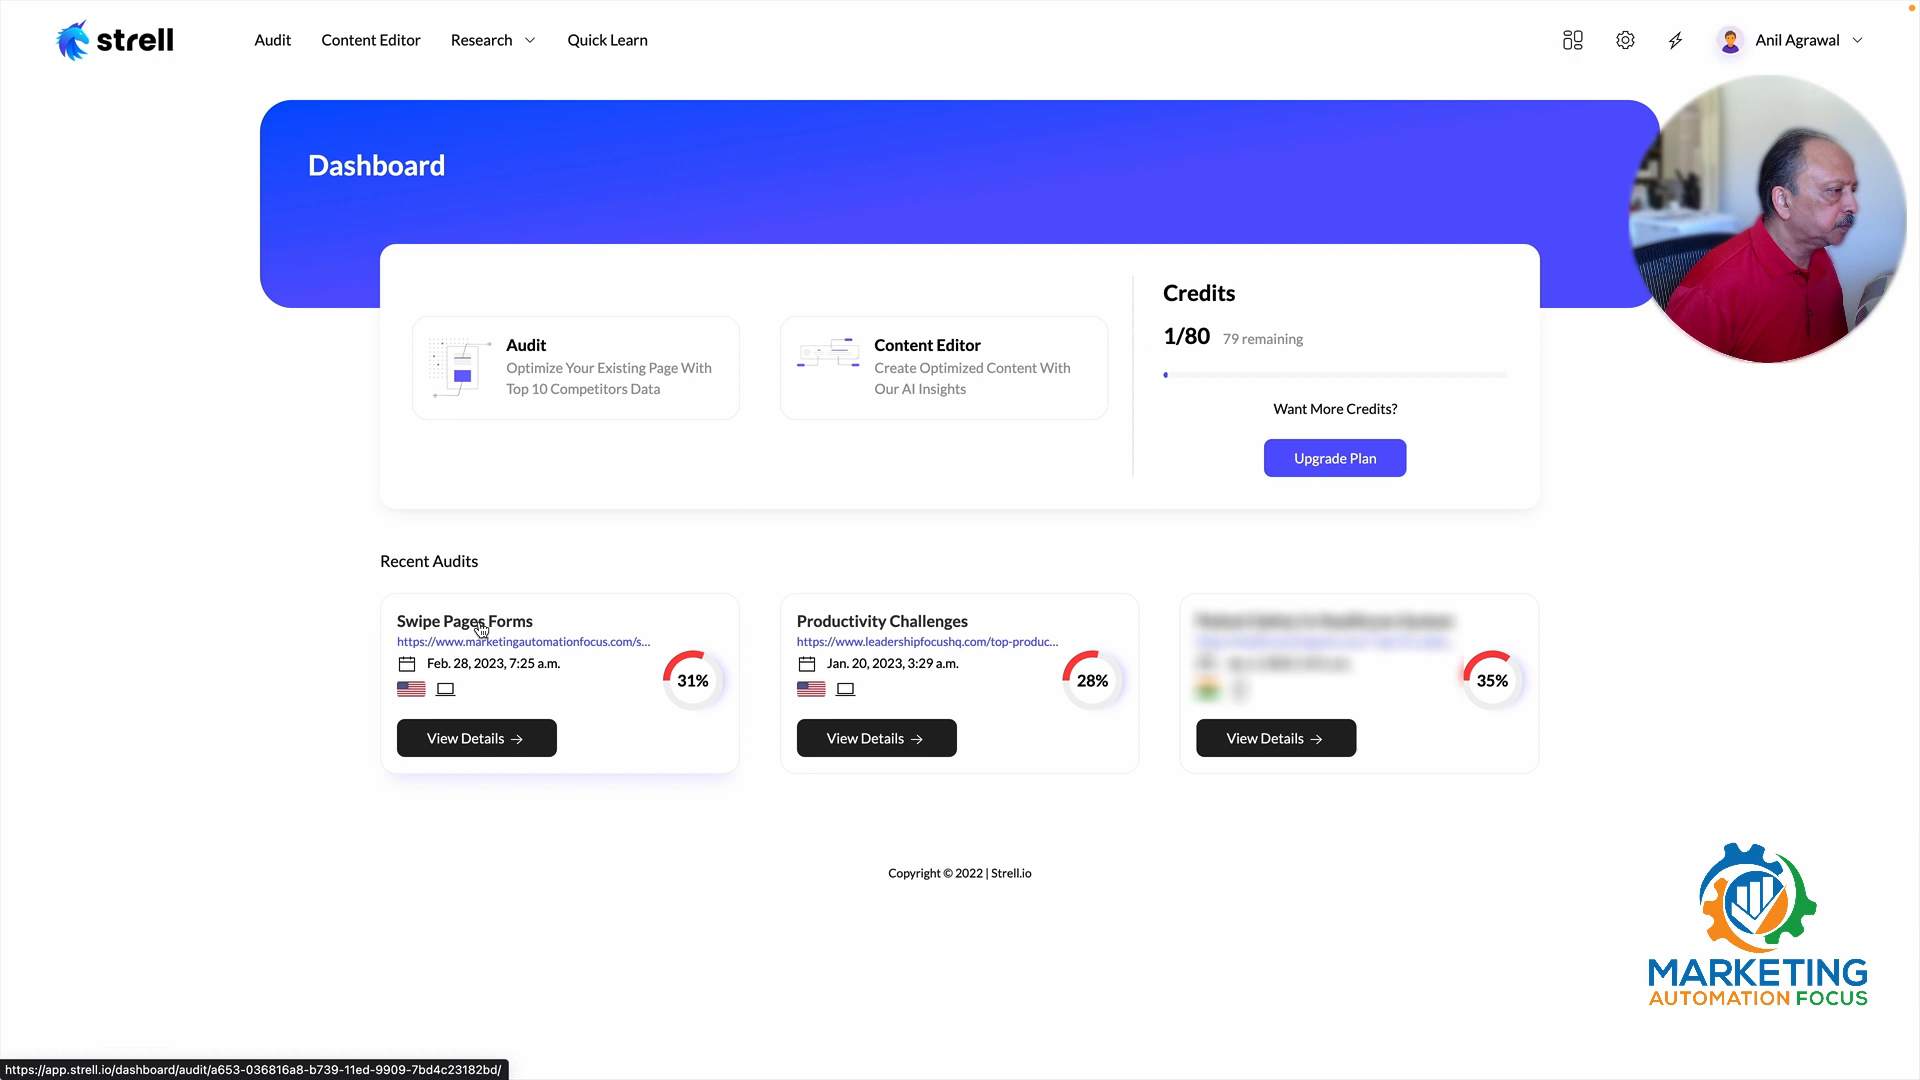 strell
Audit
Content Editor
Research
Quick Learn
Anil Agrawal
Dashboard
Audit
Optimize Your Existing Page With
Top 10 Competitors Data
Content Editor
Create Optimized Content With
Our AI Insights
Credits
1/80 79 remaining
Want More Credits?
Upgrade Plan
Recent Audits
Swipe Pages Forms
https://www.marketingautomationfocus.com/s...
Feb. 28, 2023, 7:25 a.m.
31%
View Details →
Productivity Challenges
https://www.leadershipfocushq.com/top-produc...
Jan. 20, 2023, 3:29 a.m.
28%
View Details →
35%
View Details →
Copyright © 2022 | Strell.io
MARKETING
AUTOMATION FOCUS
https://app.strell.io/dashboard/audit/a653-036816a8-b739-11ed-9909-7bd4c23182bd/